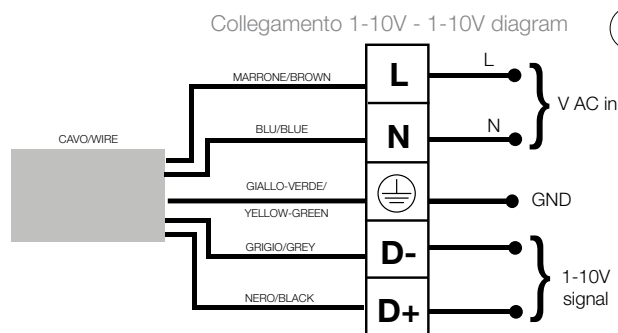 Collegamento 1-10V - 1-10V diagram
MARRONE/BROWN
L
L
V AC in
CAVO/WIRE
BLU/BLUE
N
N
GIALLO-VERDE/
YELLOW-GREEN
GND
GRIGIO/GREY
D-
1-10V
signal
NERO/BLACK
D+